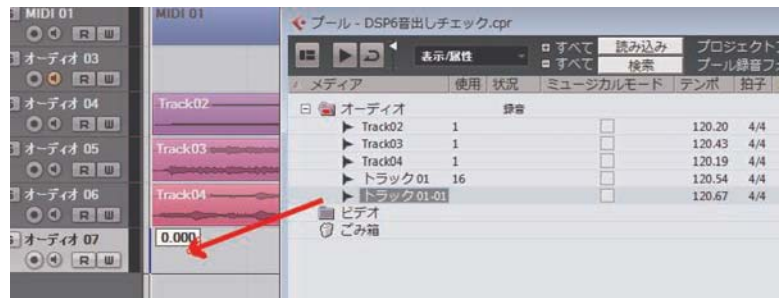 MIDI 01
R W
オーディオ 03
R W
オーディオ 04
R W
オーディオ 05
R W
オーディオ 06
R W
オーディオ 07
R W
MIDI 01
Track02
Track03
Track04
0.000
プール - DSP6音出しチェック.cpr
表示/属性
すべて 読み込み プロジェクト
すべて 検索 プール録音フ
メディア 使用 状況 ミュージカルモード テンポ 拍子
オーディオ 録音
Track02 1 120.20 4/4
Track03 1 120.43 4/4
Track04 1 120.19 4/4
トラック 01 16 120.54 4/4
トラック 01-01 120.67 4/4
ビデオ
ごみ箱